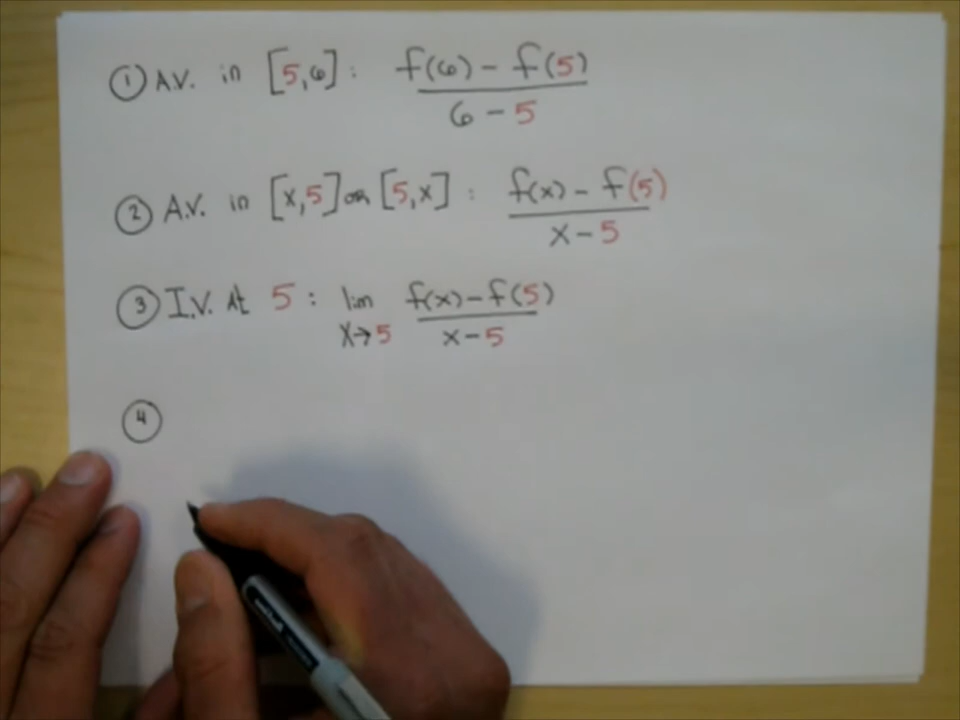 ① A.V. in [5,6] : f(6) - f(5) / 6 - 5
② A.V. in [x,5] or [5,x] : f(x) - f(5) / x - 5
③ I.V. At 5 : lim x→5 f(x) - f(5) / x - 5
④